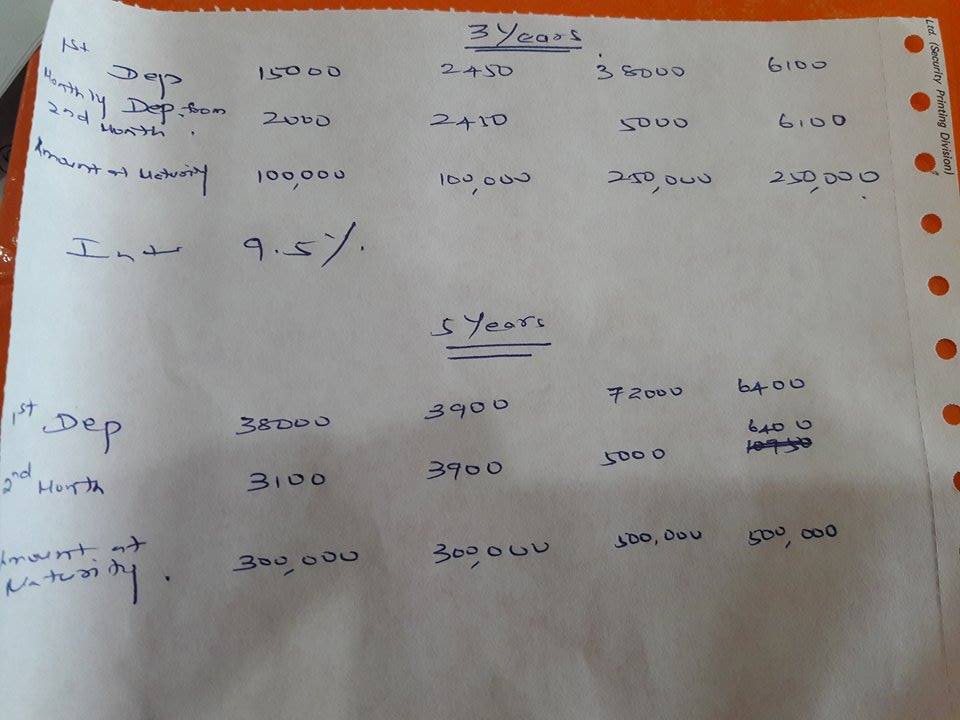 3 Years.
1st Dep 15000 2450 38000 6100
Monthly Dep. from
2nd Month. 2000 2450 5000 6100
Amount at Maturity 100,000 100,000 250,000 250,000
Int 9.5%.
5 Years
1st Dep 38000 3900 72000 6400
6400
2nd Month 3100 3900 5000 10950
Amount at
Maturity. 300,000 300,000 500,000 500,000
Ltd. (Security Printing Division)